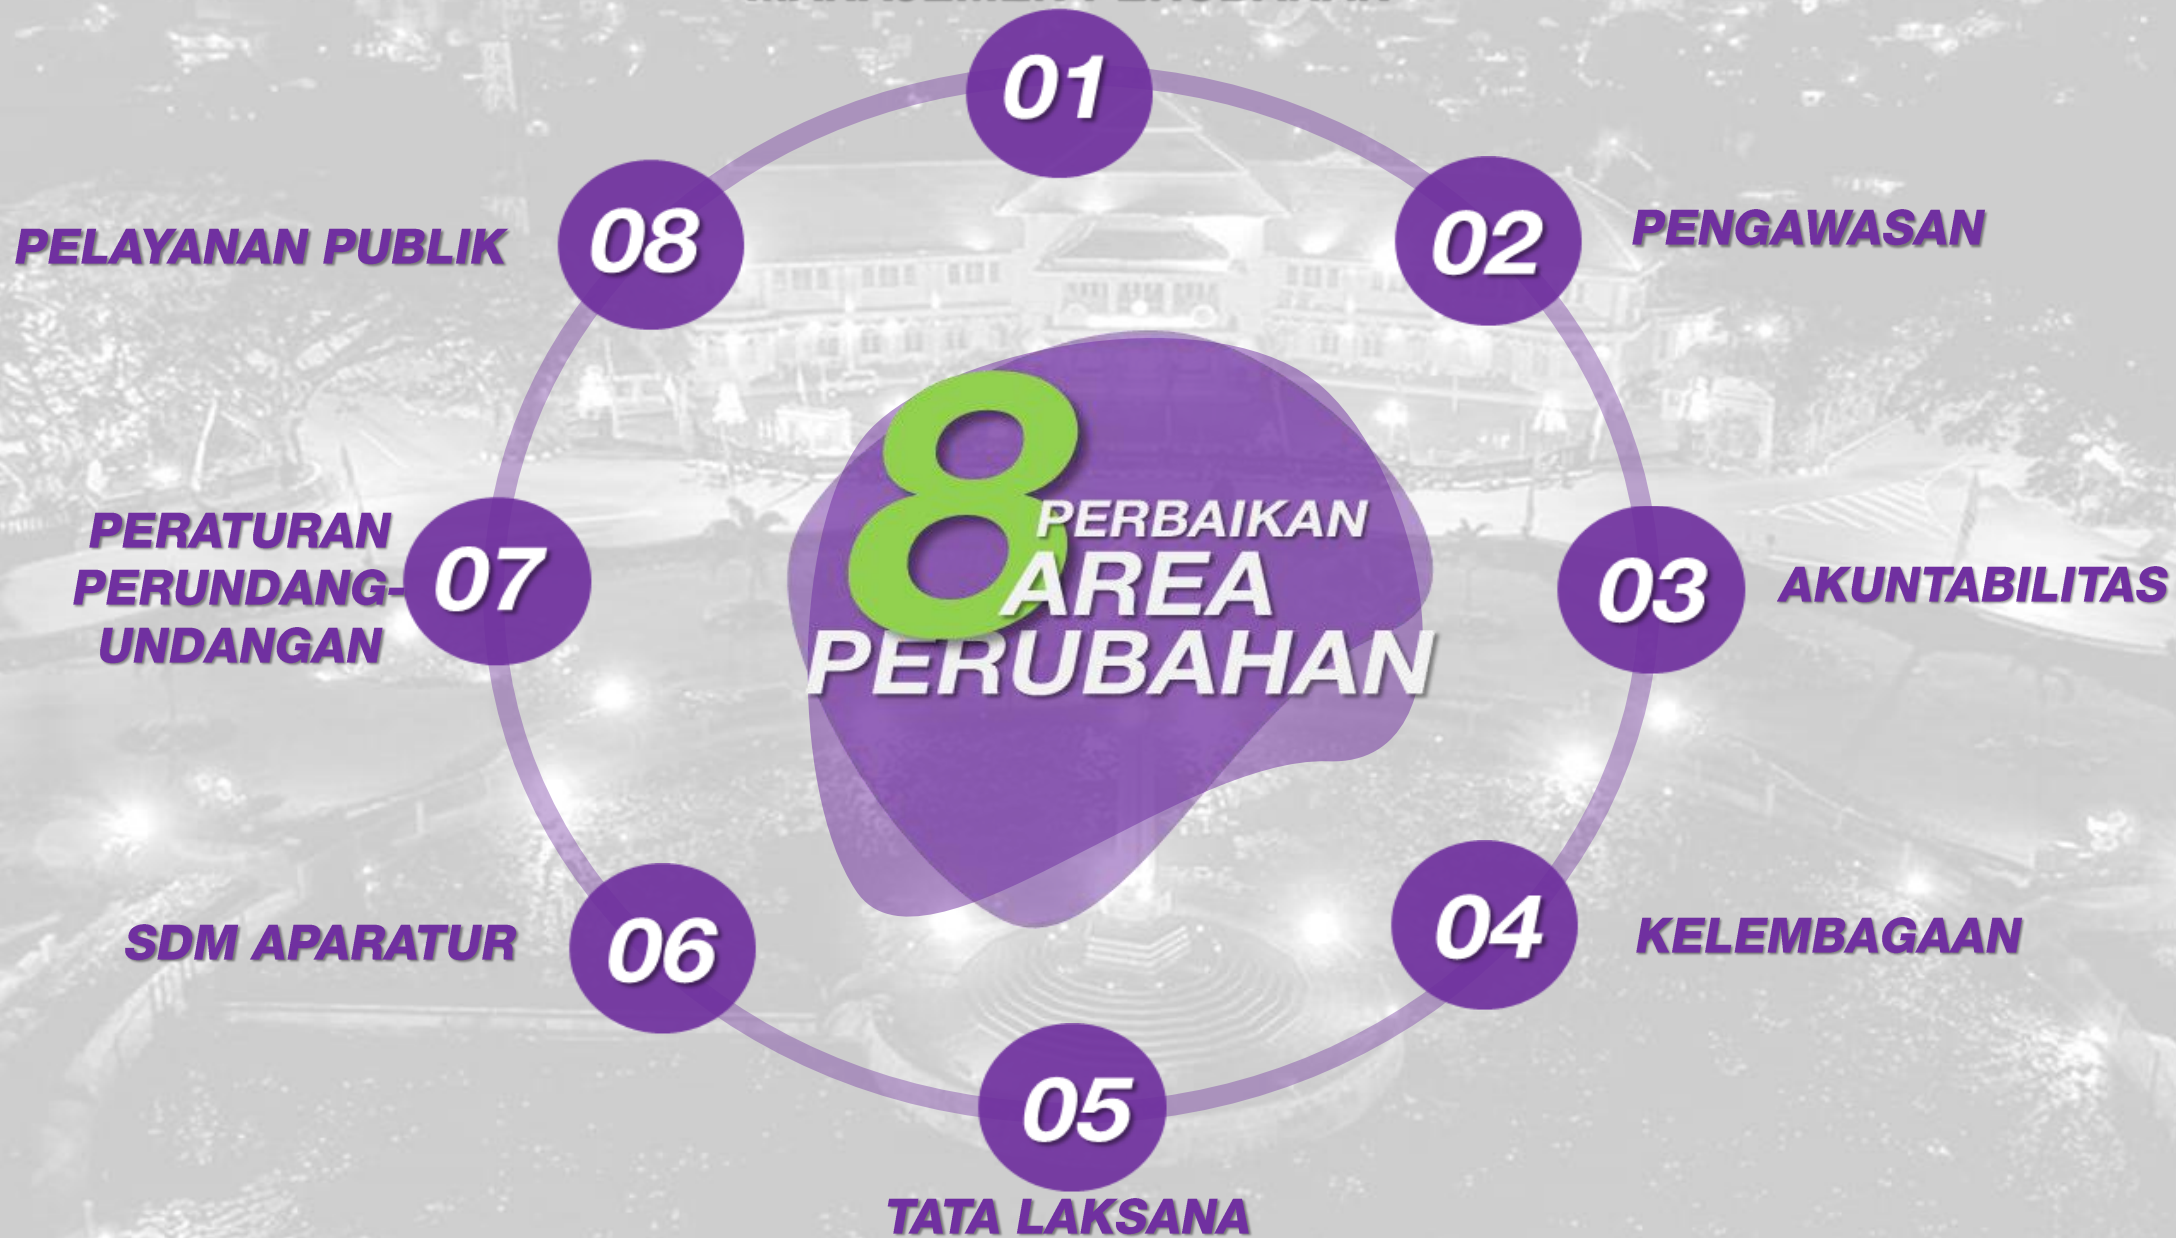 01
02
PENGAWASAN
03
AKUNTABILITAS
04
KELEMBAGAAN
05
TATA LAKSANA
06
SDM APARATUR
07
PERATURAN
PERUNDANG-
UNDANGAN
08
PELAYANAN PUBLIK
8
PERBAIKAN
AREA
PERUBAHAN